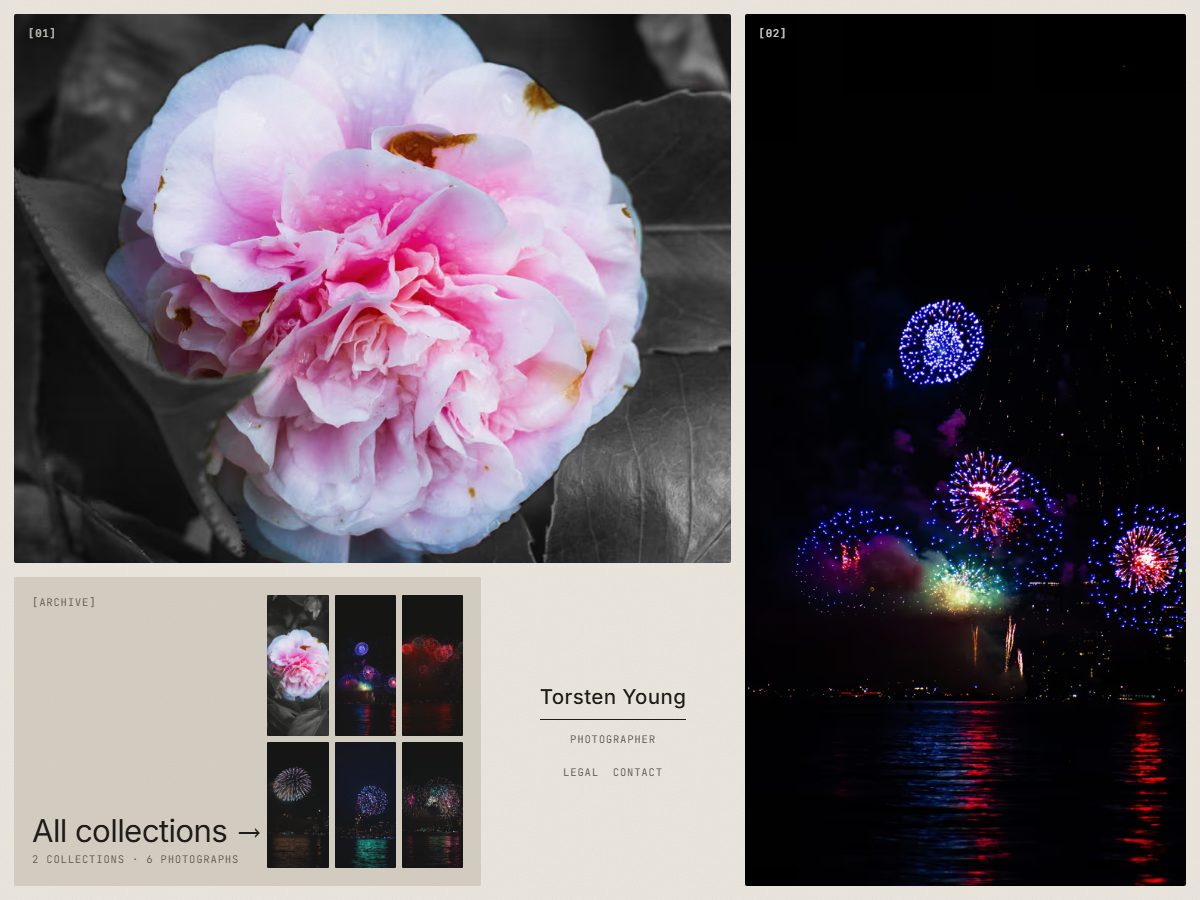 [01]
[02]
[ARCHIVE]
All collections →
2 COLLECTIONS · 6 PHOTOGRAPHS
Torsten Young
PHOTOGRAPHER
LEGAL CONTACT